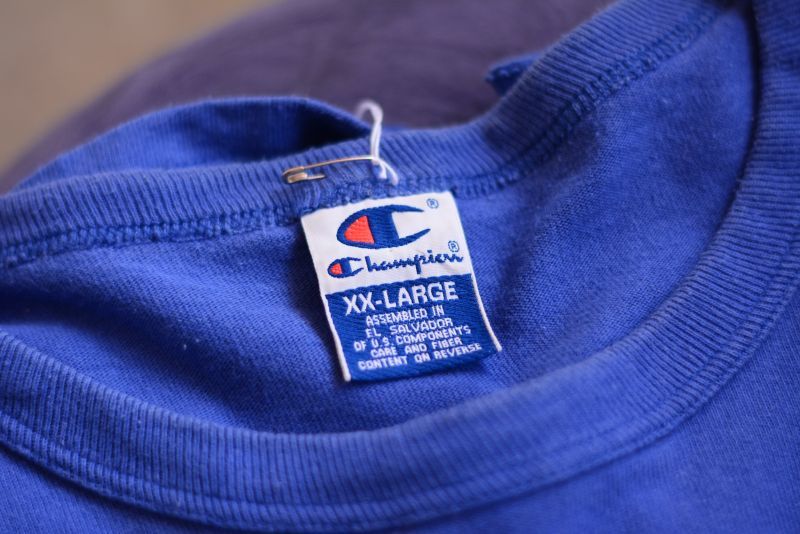 ®
Champion®
XX-LARGE
ASSEMBLED IN
EL SALVADOR
OF U.S. COMPONENTS
CARE AND FIBER
CONTENT ON REVERSE